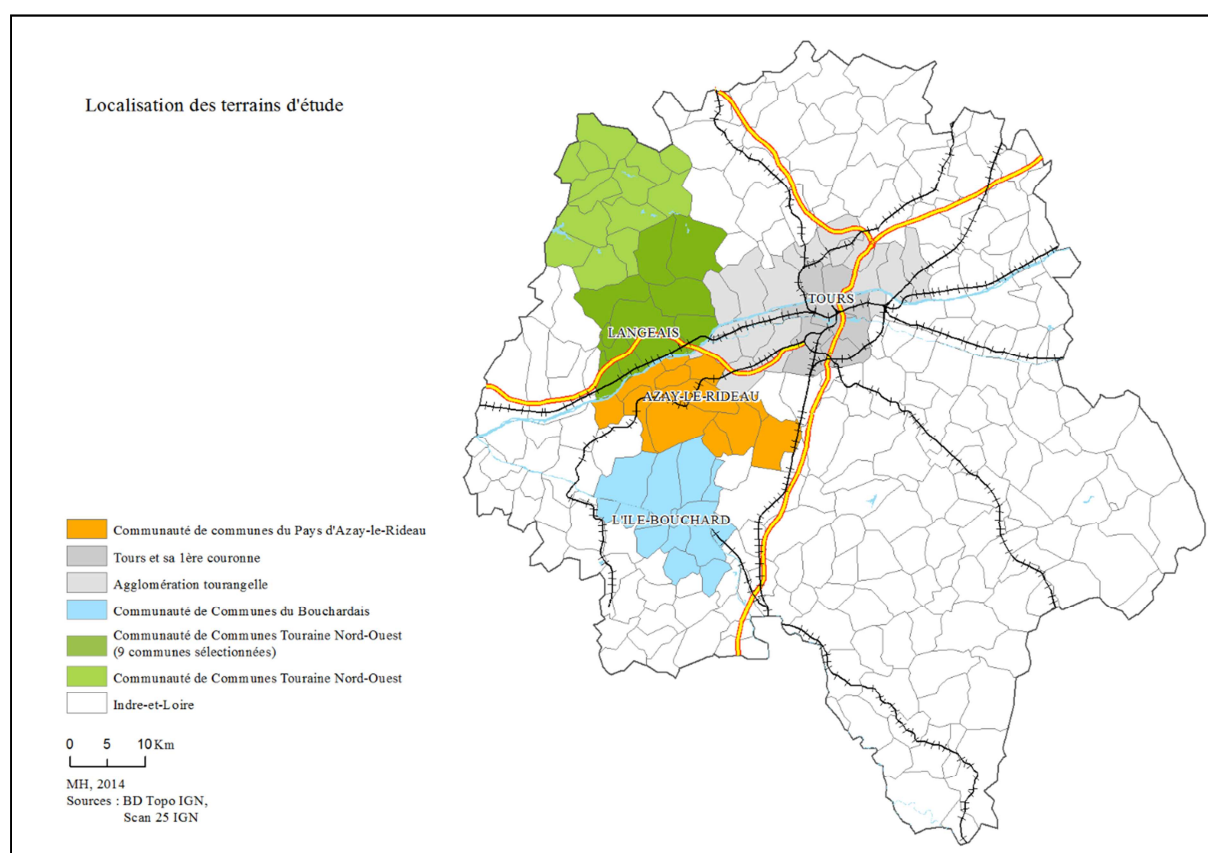 Localisation des terrains d'étude
TOURS
LANGEAIS
AZAY-LE-RIDEAU
L'ILE-BOUCHARD
Communauté de communes du Pays d'Azay-le-Rideau
Tours et sa 1ère couronne
Agglomération tourangelle
Communauté de Communes du Bouchardais
Communauté de Communes Touraine Nord-Ouest
(9 communes sélectionnées)
Communauté de Communes Touraine Nord-Ouest
Indre-et-Loire
0 5 10 Km
MH, 2014
Sources : BD Topo IGN,
Scan 25 IGN